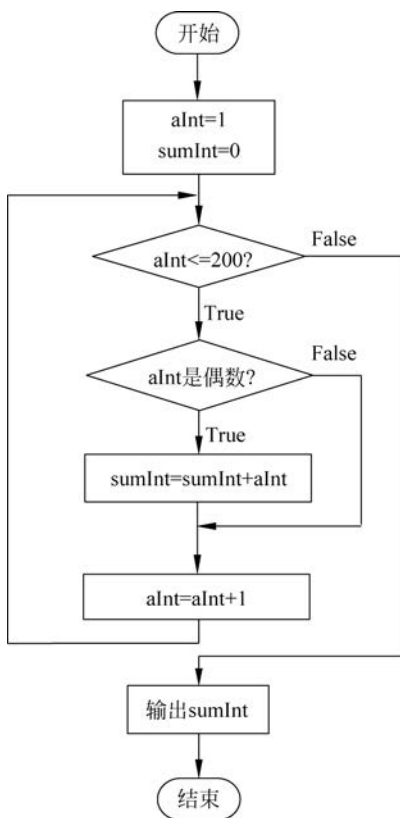 开始
aInt=1
sumInt=0
aInt<=200?
False
True
aInt是偶数?
False
True
sumInt=sumInt+aInt
aInt=aInt+1
输出sumInt
结束